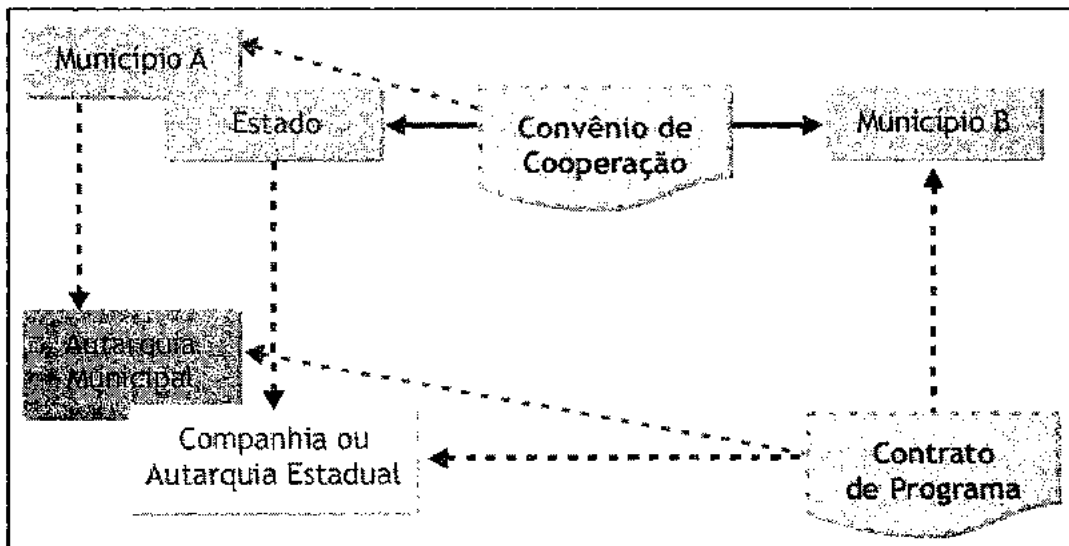 Município A
Estado
Convênio de
Cooperação
Município B
Autarquia
Municipal
Companhia ou
Autarquia Estadual
Contrato
de Programa